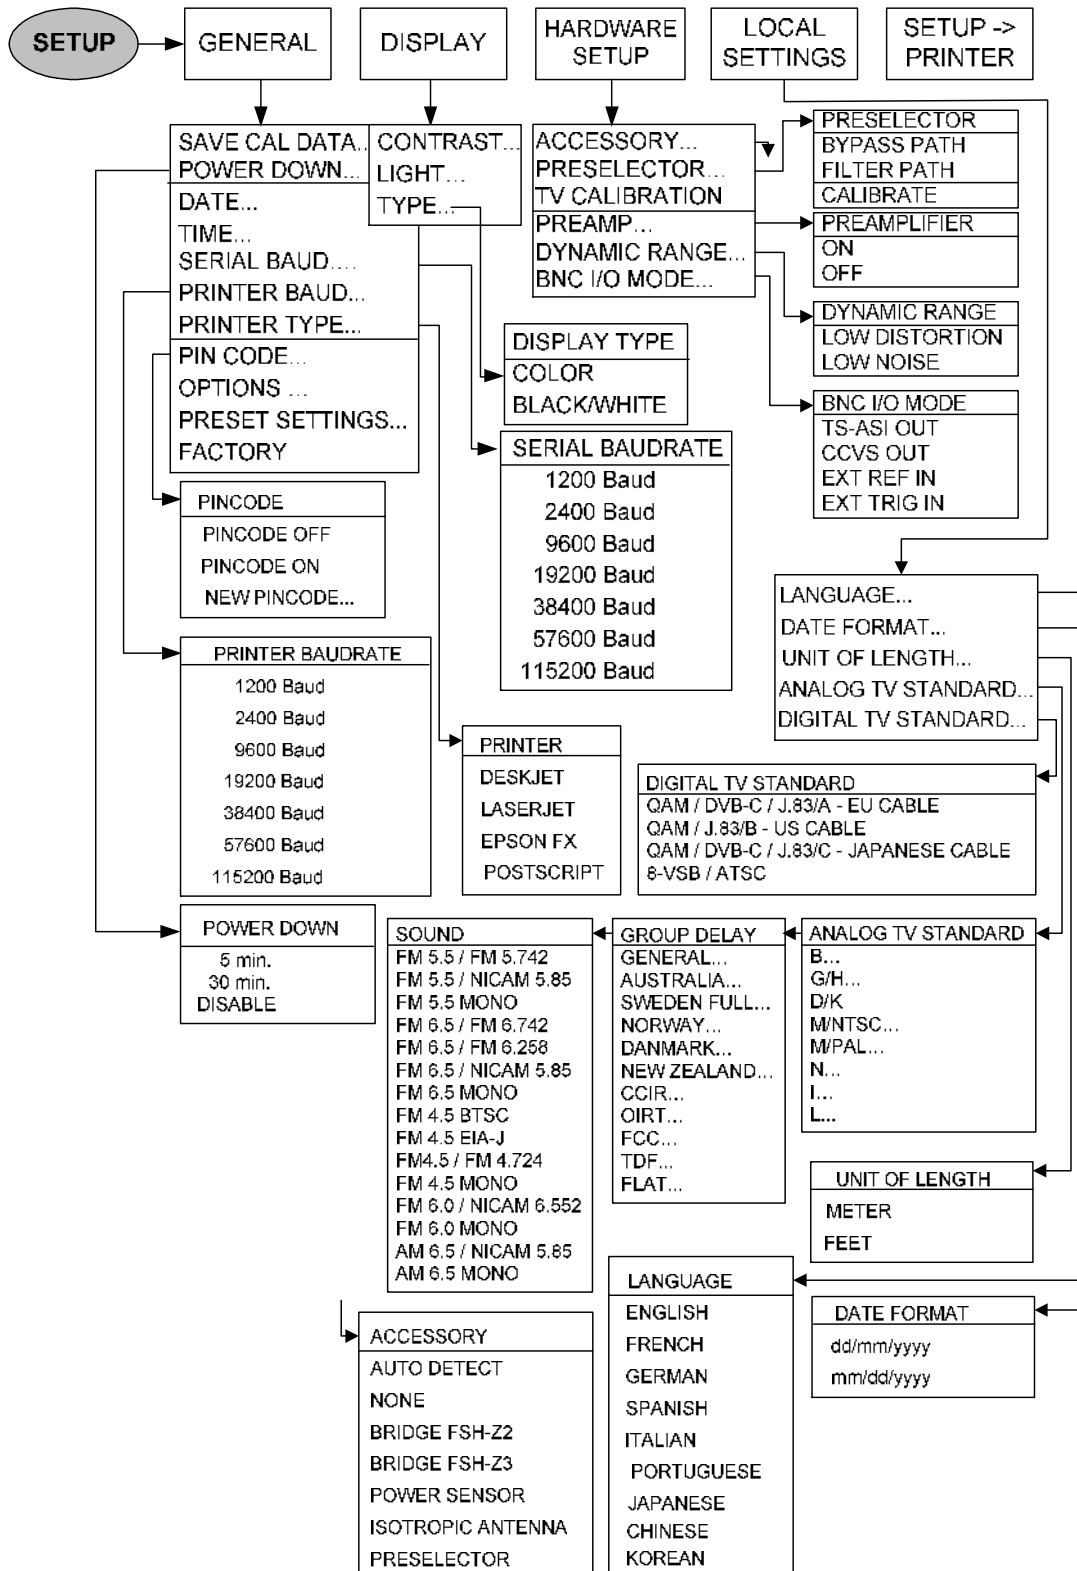 SETUP
GENERAL
DISPLAY
HARDWARE
SETUP
LOCAL
SETTINGS
SETUP ->
PRINTER
SAVE CAL DATA..
POWER DOWN...
DATE...
TIME...
SERIAL BAUD....
PRINTER BAUD...
PRINTER TYPE...
PIN CODE...
OPTIONS ...
PRESET SETTINGS...
FACTORY
CONTRAST...
LIGHT...
TYPE...
ACCESSORY...
PRESELECTOR...
TV CALIBRATION
PREAMP...
DYNAMIC RANGE...
BNC I/O MODE...
PRESELECTOR
BYPASS PATH
FILTER PATH
CALIBRATE
PREAMPLIFIER
ON
OFF
DYNAMIC RANGE
LOW DISTORTION
LOW NOISE
BNC I/O MODE
TS-ASI OUT
CCVS OUT
EXT REF IN
EXT TRIG IN
DISPLAY TYPE
COLOR
BLACK/WHITE
SERIAL BAUDRATE
1200 Baud
2400 Baud
9600 Baud
19200 Baud
38400 Baud
57600 Baud
115200 Baud
PINCODE
PINCODE OFF
PINCODE ON
NEW PINCODE...
LANGUAGE...
DATE FORMAT...
UNIT OF LENGTH...
ANALOG TV STANDARD...
DIGITAL TV STANDARD...
PRINTER BAUDRATE
1200 Baud
2400 Baud
9600 Baud
19200 Baud
38400 Baud
57600 Baud
115200 Baud
PRINTER
DESKJET
LASERJET
EPSON FX
POSTSCRIPT
DIGITAL TV STANDARD
QAM / DVB-C / J.83/A - EU CABLE
QAM / J.83/B - US CABLE
QAM / DVB-C / J.83/C - JAPANESE CABLE
8-VSB / ATSC
POWER DOWN
5 min.
30 min.
DISABLE
SOUND
FM 5.5 / FM 5.742
FM 5.5 / NICAM 5.85
FM 5.5 MONO
FM 6.5 / FM 6.742
FM 6.5 / FM 6.258
FM 6.5 / NICAM 5.85
FM 6.5 MONO
FM 4.5 BTSC
FM 4.5 EIA-J
FM4.5 / FM 4.724
FM 4.5 MONO
FM 6.0 / NICAM 6.552
FM 6.0 MONO
AM 6.5 / NICAM 5.85
AM 6.5 MONO
GROUP DELAY
GENERAL...
AUSTRALIA...
SWEDEN FULL...
NORWAY...
DANMARK...
NEW ZEALAND...
CCIR...
OIRT...
FCC...
TDF...
FLAT...
ANALOG TV STANDARD
B...
G/H...
D/K
M/NTSC...
M/PAL...
N...
I...
L...
UNIT OF LENGTH
METER
FEET
LANGUAGE
ENGLISH
FRENCH
GERMAN
SPANISH
ITALIAN
PORTUGUESE
JAPANESE
CHINESE
KOREAN
DATE FORMAT
dd/mm/yyyy
mm/dd/yyyy
ACCESSORY
AUTO DETECT
NONE
BRIDGE FSH-Z2
BRIDGE FSH-Z3
POWER SENSOR
ISOTROPIC ANTENNA
PRESELECTOR